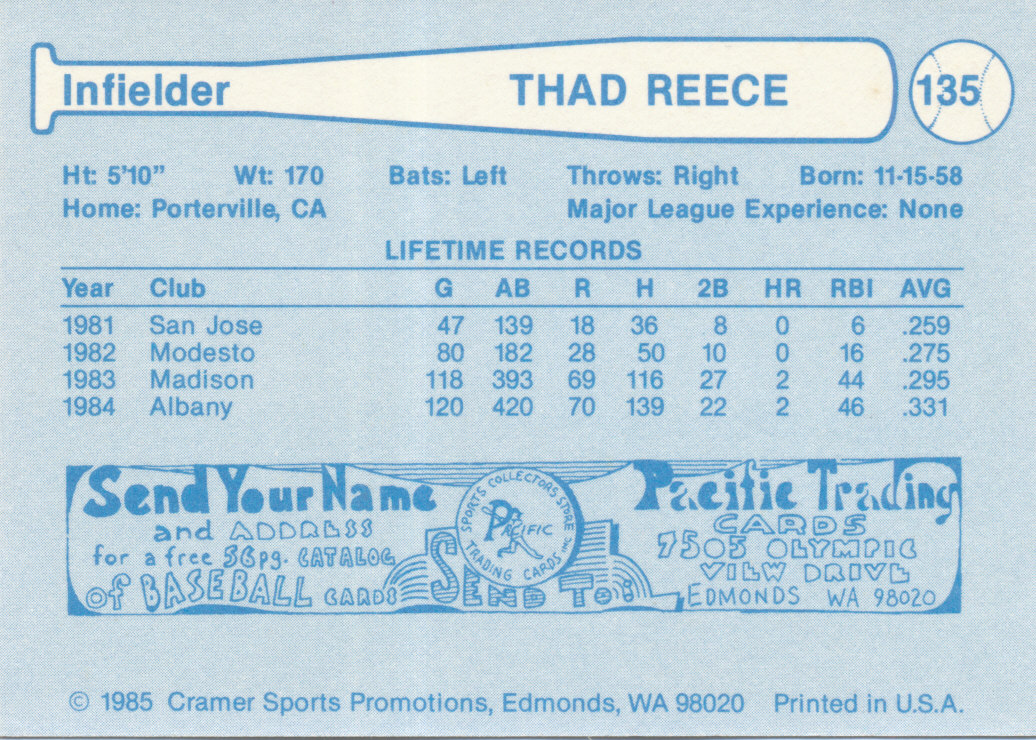 Infielder THAD REECE 135
Ht: 5'10" Wt: 170 Bats: Left Throws: Right Born: 11-15-58
Home: Porterville, CA Major League Experience: None
LIFETIME RECORDS
Year Club G AB R H 2B HR RBI AVG
1981 San Jose 47 139 18 36 8 0 6 .259
1982 Modesto 80 182 28 50 10 0 16 .275
1983 Madison 118 393 69 116 27 2 44 .295
1984 Albany 120 420 70 139 22 2 46 .331
Send Your Name
and ADDRESS
for a free 56pg. CATALOG
of BASEBALL CARDS
SPORTS COLLECTORS STORE
Pacific
TRADING CARDS INC
SEND TO:
Pacific Trading
CARDS
7505 OLYMPIC
VIEW DRIVE
EDMONDS WA 98020
© 1985 Cramer Sports Promotions, Edmonds, WA 98020 Printed in U.S.A.